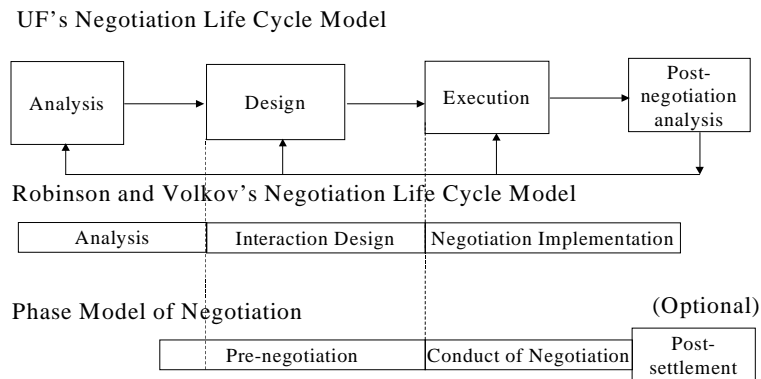 UF's Negotiation Life Cycle Model
Analysis
Design
Execution
Post-
negotiation
analysis
Robinson and Volkov's Negotiation Life Cycle Model
Analysis
Interaction Design
Negotiation Implementation
Phase Model of Negotiation
(Optional)
Pre-negotiation
Conduct of Negotiation
Post-
settlement